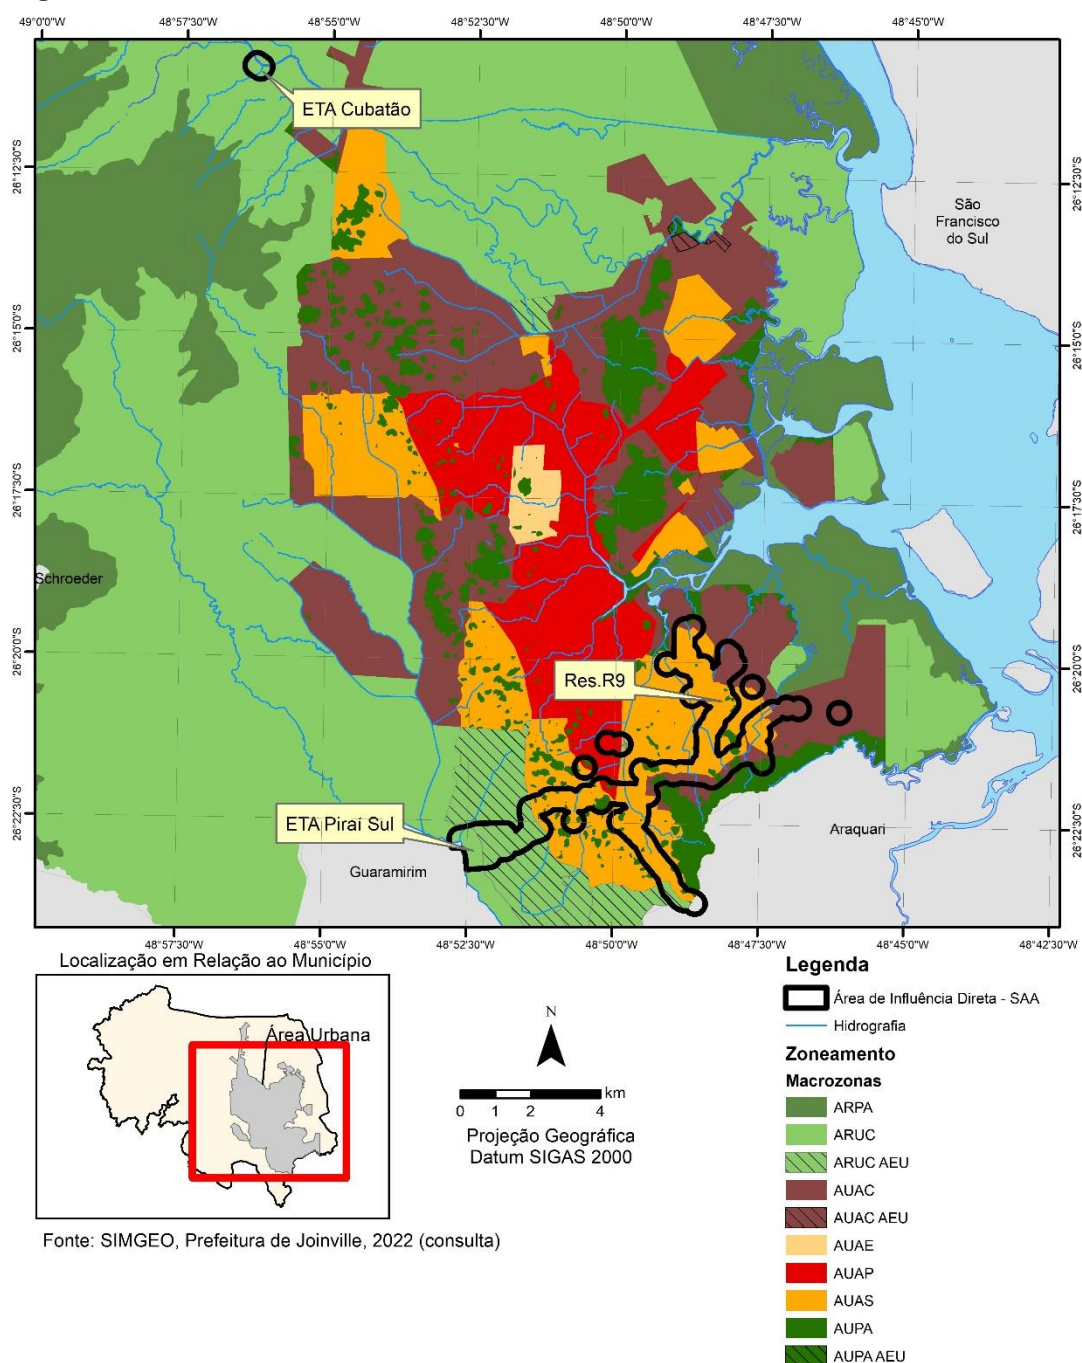 49°0'0"W 48°57'30"W 48°55'0"W 48°52'30"W 48°50'0"W 48°47'30"W 48°45'0"W
ETA Cubatão
26°12'30"S
26°12'30"S
São
Francisco
do Sul
26°15'0"S
26°15'0"S
26°17'30"S
26°17'30"S
Schroeder
26°20'0"S
26°20'0"S
Res.R9
26°22'30"S
26°22'30"S
ETA Piraí Sul
Araquari
Guaramirim
48°57'30"W 48°55'0"W 48°52'30"W 48°50'0"W 48°47'30"W 48°45'0"W 48°42'30"W
Localização em Relação ao Município
Área Urbana
N
km
0 1 2 4
Projeção Geográfica
Datum SIGAS 2000
Fonte: SIMGEO, Prefeitura de Joinville, 2022 (consulta)
Legenda
Área de Influência Direta - SAA
Hidrografia
Zoneamento
Macrozonas
ARPA
ARUC
ARUC AEU
AUAC
AUAC AEU
AUAE
AUAP
AUAS
AUPA
AUPA AEU